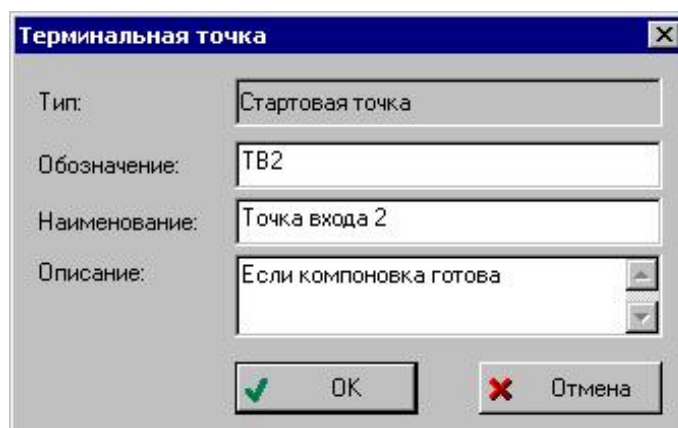 Терминальная точка
Тип: Стартовая точка
Обозначение: ТВ2
Наименование: Точка входа 2
Описание: Если компоновка готова
OK Отмена